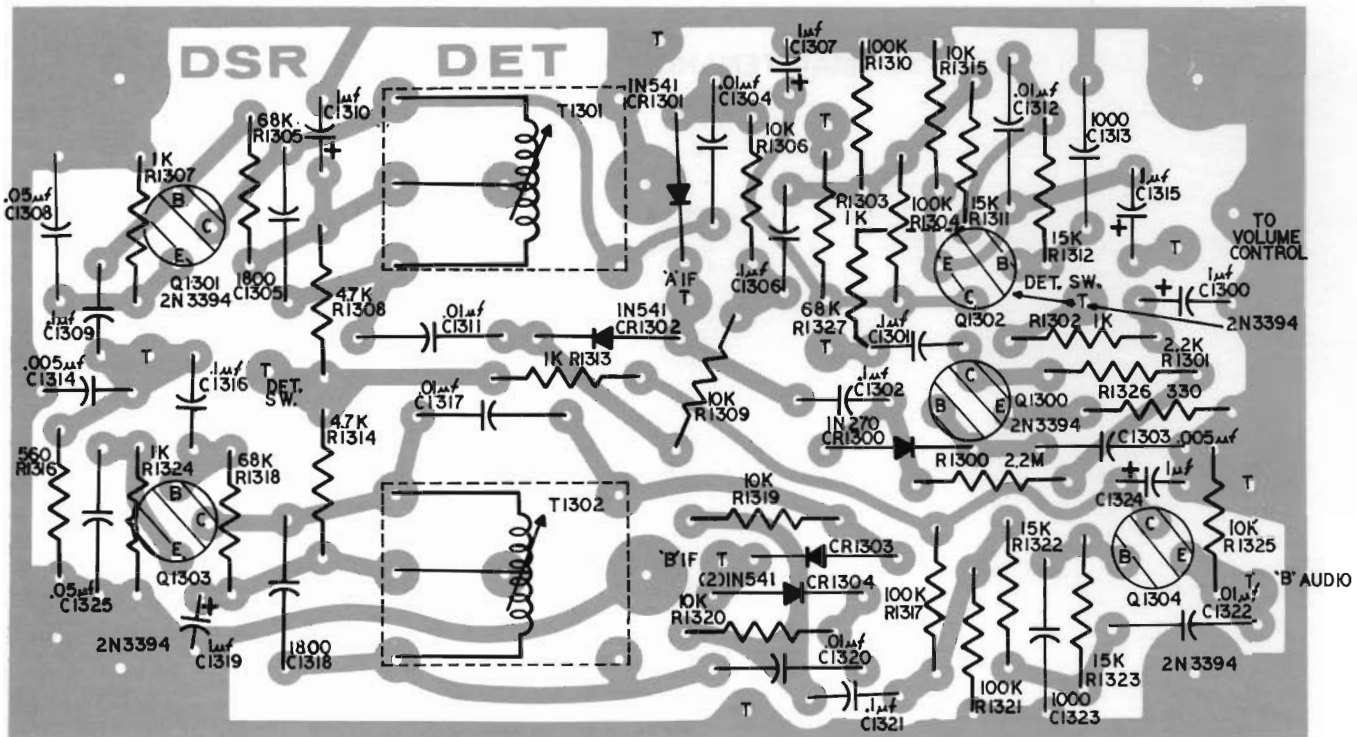 DSR DET
T
1µf
C1307
100K
R1310
10K
R1315
1N541
CR1301
.01µf
C1304
.01µf
C1312
1µf
C1310
T1301
68K
R1305
10K
R1306
T
1000
C1313
1K
R1307
.05µf
C1308
B
C
E
Q1301
2N3394
1800
C1305
R1303
1K
100K
R1304
15K
R1311
1µf
C1315
15K
R1312
T
TO
VOLUME
CONTROL
E
B
C
DET. SW.
T
Q1302
2N3394
1µf
C1300
'A' IF
T
.1µf
C1306
68K
R1327
4.7K
R1308
.1µf
C1309
.01µf
C1311
1N541
CR1302
.1µf
C1301
T
R1302 1K
2.2K
R1301
.005µf
C1314
T
.1µf
C1316
T
DET.
SW.
1K R1313
.01µf
C1317
10K
R1309
.1µf
C1302
C
B
E
Q1300
2N3394
R1326 330
1N270
CR1300
C1303 .005µf
4.7K
R1314
560
R1316
1K
R1324
68K
R1318
R1300 2.2M
C1324
1µf
T
T1302
10K
R1319
B
C
E
Q1303
15K
R1322
C
B
E
Q1304
10K
R1325
'B' IF
T
CR1303
(2)1N541
CR1304
T
'B' AUDIO
.05µf
C1325
10K
R1320
100K
R1317
.01µf
C1322
2N3394
1µf
C1319
1800
C1318
.01µf
C1320
2N3394
15K
R1323
100K
R1321
1000
C1323
T
.1µf
C1321